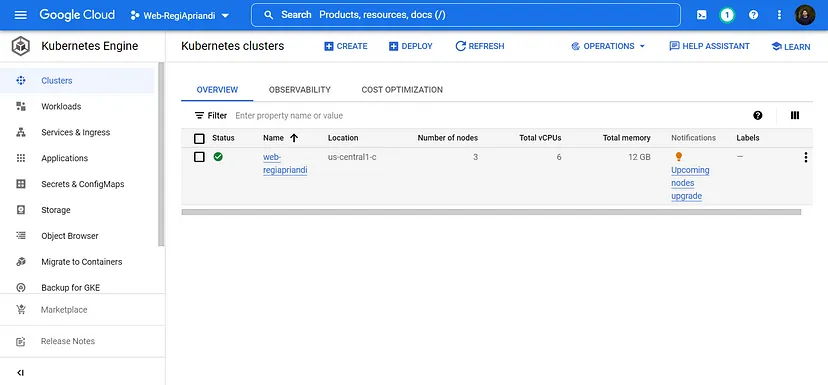 Google Cloud
Web-RegiApriandi
Search Products, resources, docs (/)
1
Kubernetes Engine
Clusters
Workloads
Services & Ingress
Applications
Secrets & ConfigMaps
Storage
Object Browser
Migrate to Containers
Backup for GKE
Marketplace
Release Notes
Kubernetes clusters
CREATE
DEPLOY
REFRESH
OPERATIONS
HELP ASSISTANT
LEARN
OVERVIEW
OBSERVABILITY
COST OPTIMIZATION
Filter Enter property name or value
Status Name Location Number of nodes Total vCPUs Total memory Notifications Labels
web-
regiapriandi
us-central1-c
3
6
12 GB
Upcoming
nodes
upgrade
—